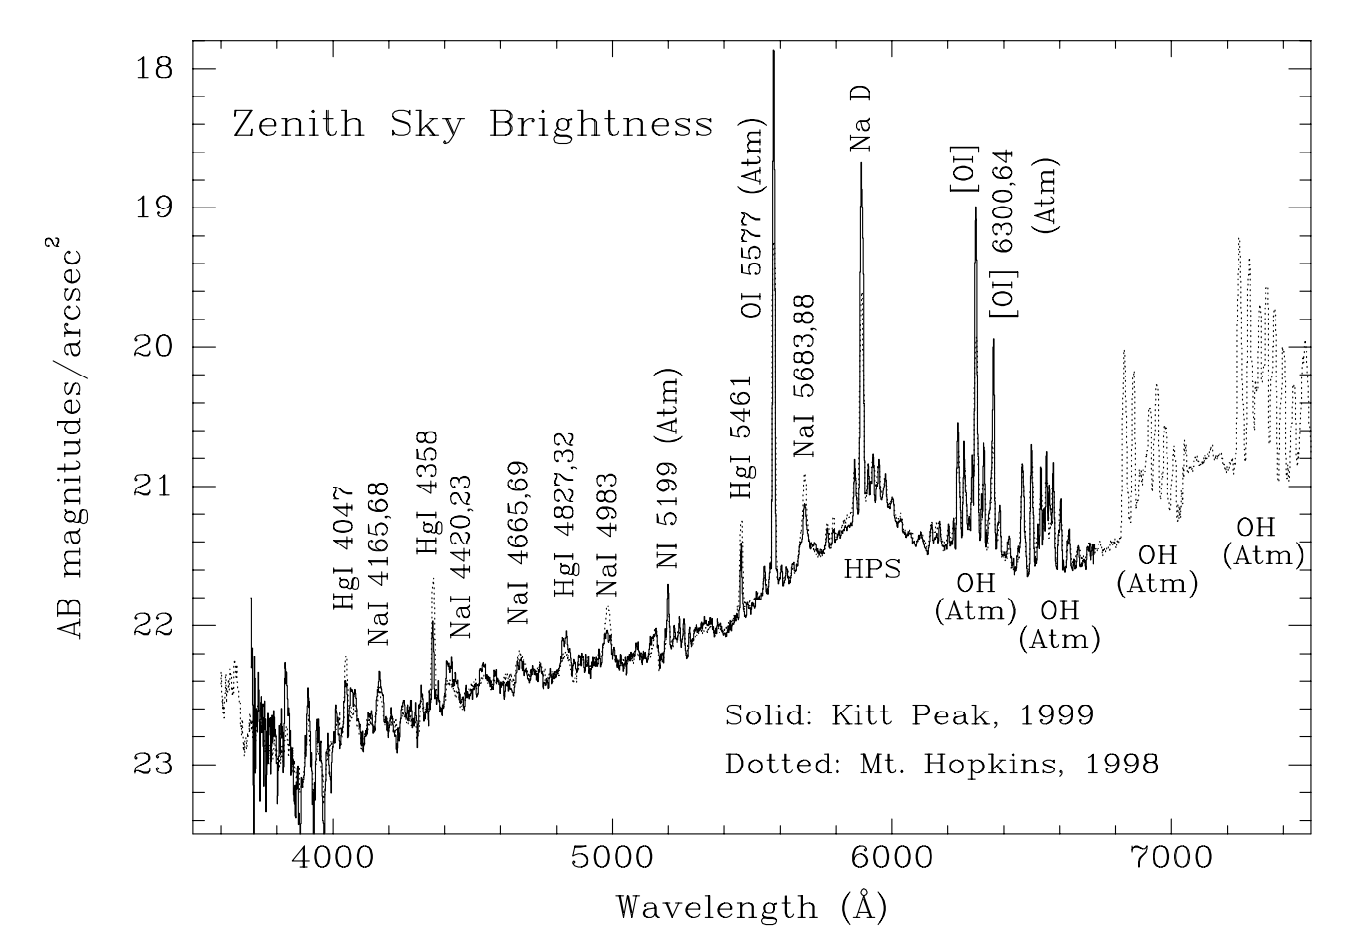 Zenith Sky Brightness
AB magnitudes/arcsec²
18
19
20
21
22
23
HgI 4047
NaI 4165,68
HgI 4358
NaI 4420,23
NaI 4665,69
HgI 4827,32
NaI 4983
NI 5199 (Atm)
HgI 5461
OI 5577 (Atm)
NaI 5683,88
Na D
HPS
[OI]
[OI] 6300,64
(Atm)
OH
(Atm)
OH
(Atm)
OH
(Atm)
OH
(Atm)
Solid: Kitt Peak, 1999
Dotted: Mt. Hopkins, 1998
4000
5000
6000
7000
Wavelength (Å)